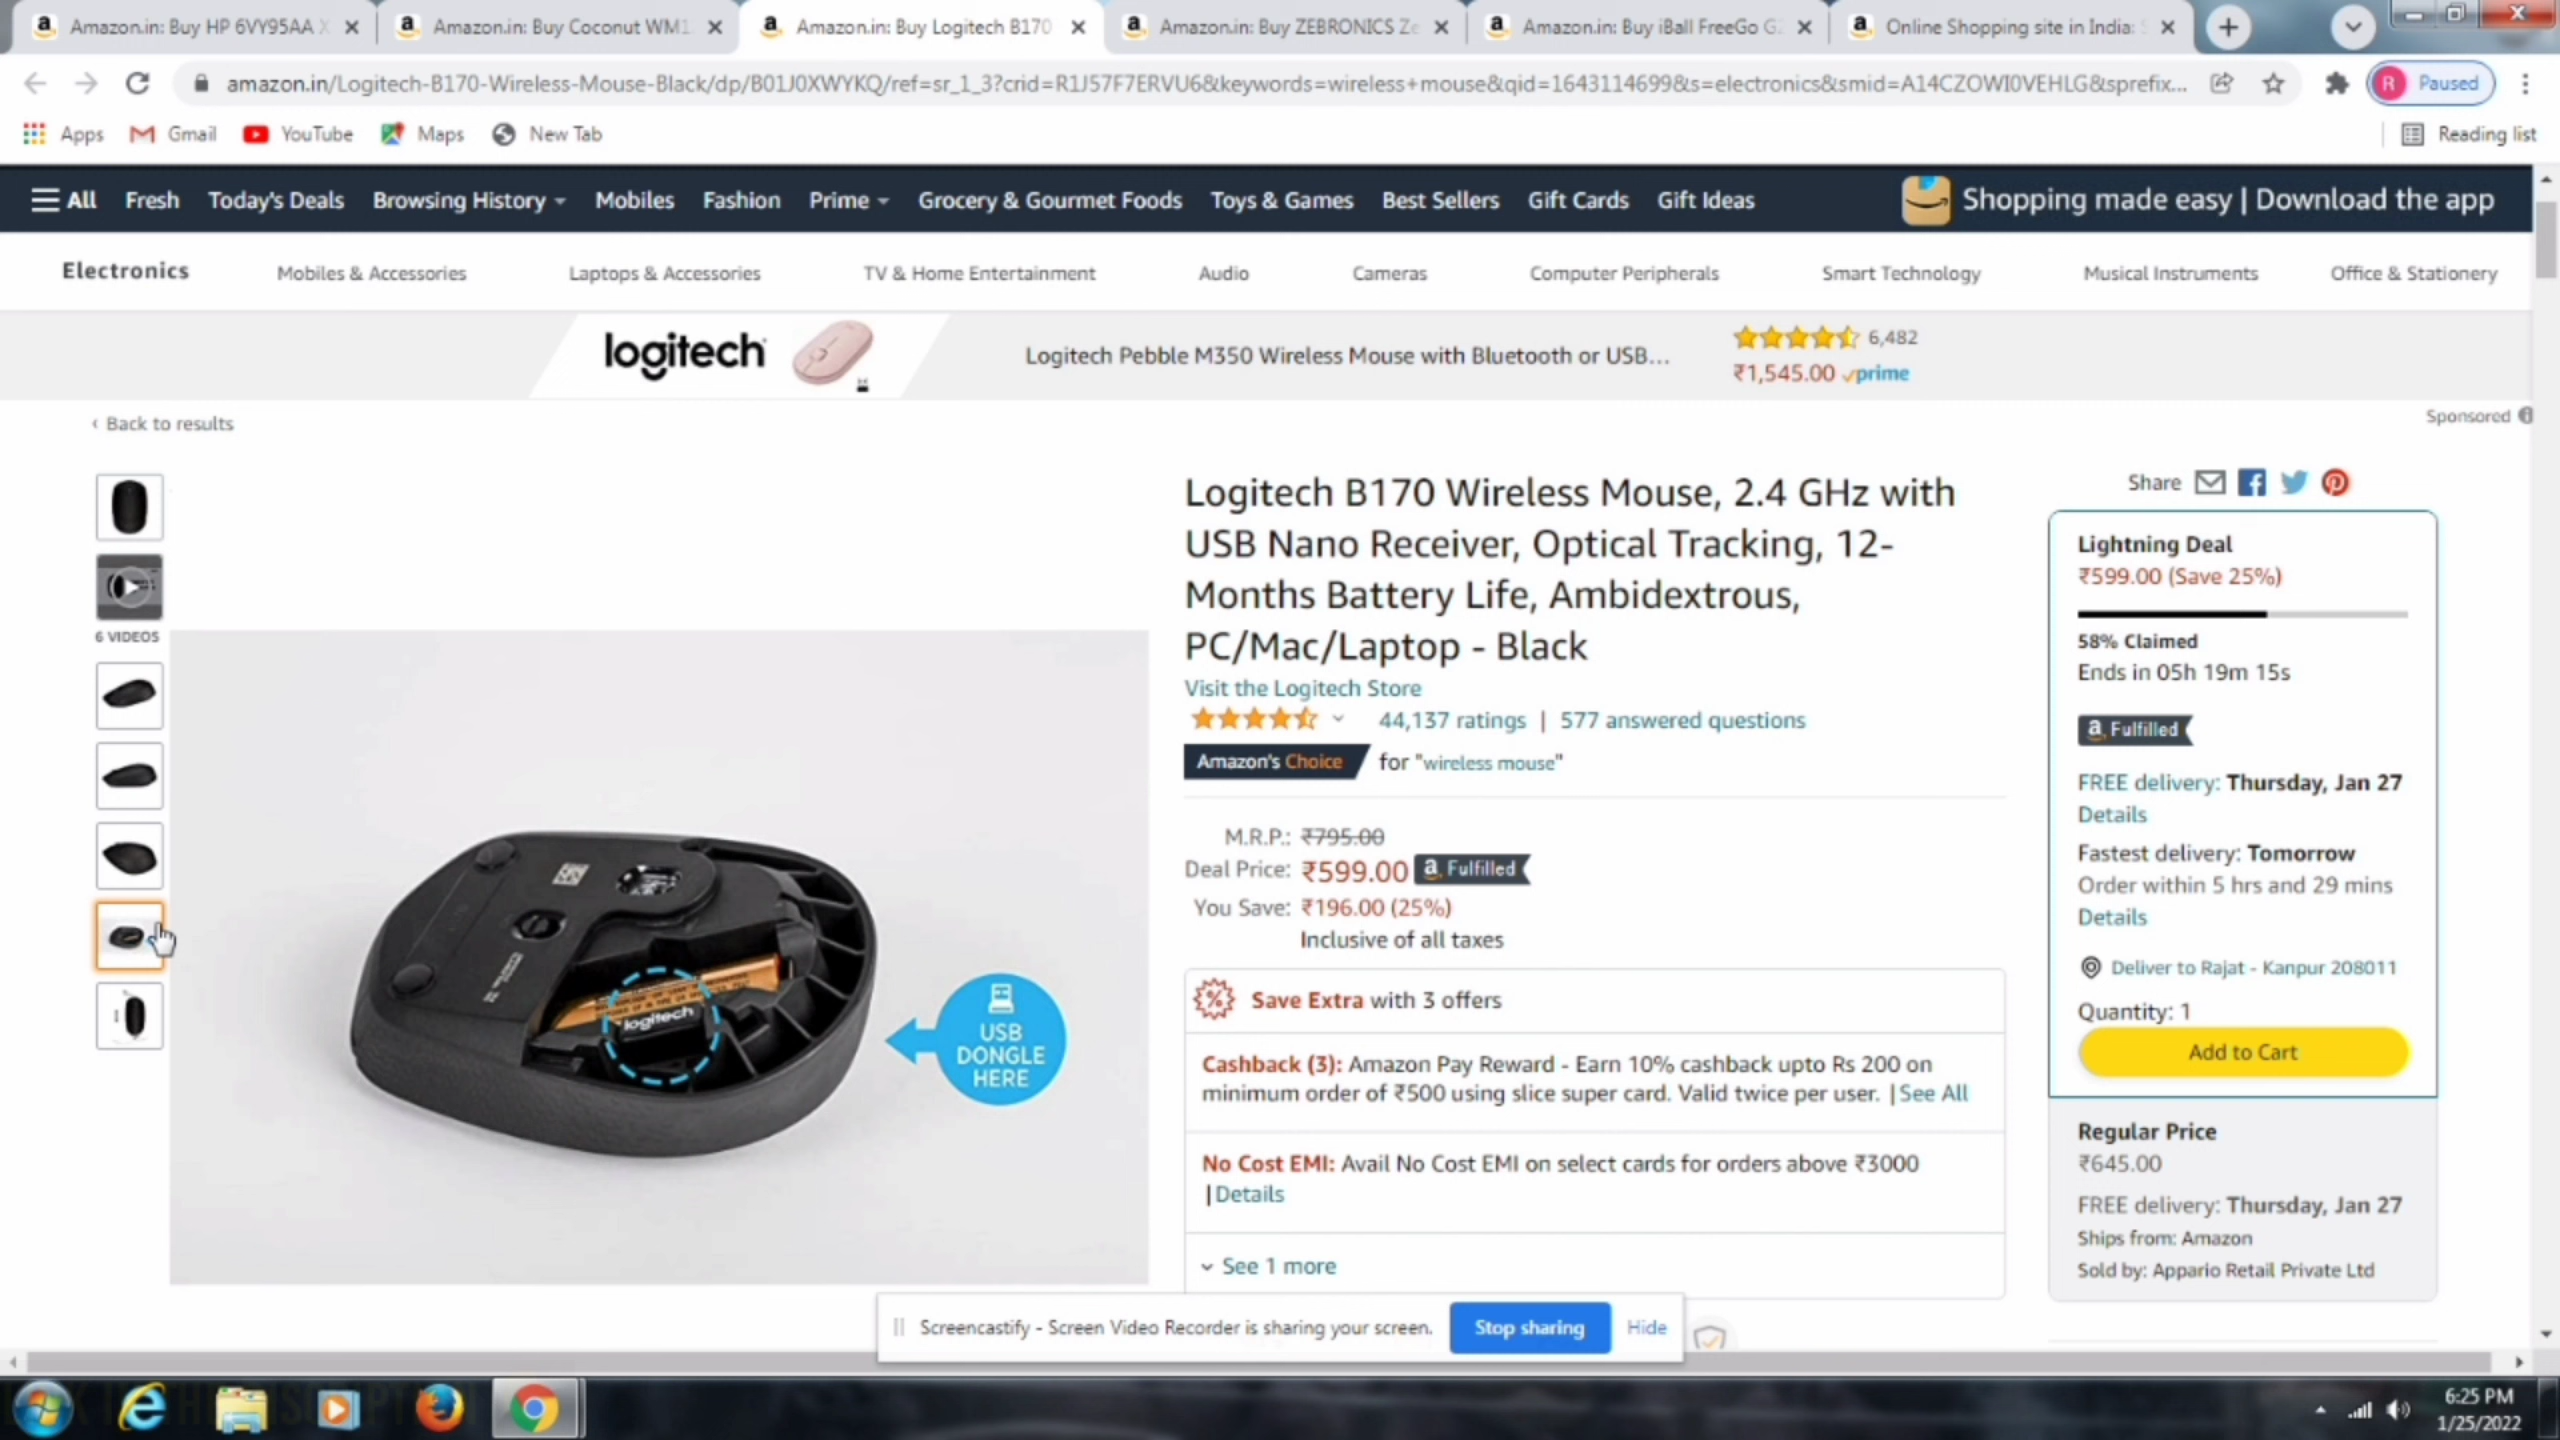 Amazon.in: Buy HP 6VY95AA X
Amazon.in: Buy Coconut WM1
Amazon.in: Buy Logitech B170
Amazon.in: Buy ZEBRONICS Ze
Amazon.in: Buy iBall FreeGo G
Online Shopping site in India: S
amazon.in/Logitech-B170-Wireless-Mouse-Black/dp/B01J0XWYKQ/ref=sr_1_3?crid=R1J57F7ERVU6&keywords=wireless+mouse&qid=1643114699&s=electronics&smid=A14CZOWI0VEHLG&sprefix...
R Paused
Apps Gmail YouTube Maps New Tab
Reading list
All Fresh Today's Deals Browsing History Mobiles Fashion Prime Grocery & Gourmet Foods Toys & Games Best Sellers Gift Cards Gift Ideas
Shopping made easy | Download the app
Electronics Mobiles & Accessories Laptops & Accessories TV & Home Entertainment Audio Cameras Computer Peripherals Smart Technology Musical Instruments Office & Stationery
logitech
Logitech Pebble M350 Wireless Mouse with Bluetooth or USB...
6,482
₹1,545.00 prime
Sponsored
‹ Back to results
6 VIDEOS
logitech
USB
DONGLE
HERE
Logitech B170 Wireless Mouse, 2.4 GHz with
USB Nano Receiver, Optical Tracking, 12-
Months Battery Life, Ambidextrous,
PC/Mac/Laptop - Black
Visit the Logitech Store
44,137 ratings | 577 answered questions
Amazon's Choice for "wireless mouse"
M.R.P.: ₹795.00
Deal Price: ₹599.00 a Fulfilled
You Save: ₹196.00 (25%)
Inclusive of all taxes
Save Extra with 3 offers
Cashback (3): Amazon Pay Reward - Earn 10% cashback upto Rs 200 on
minimum order of ₹500 using slice super card. Valid twice per user. | See All
No Cost EMI: Avail No Cost EMI on select cards for orders above ₹3000
| Details
See 1 more
Share
Lightning Deal
₹599.00 (Save 25%)
58% Claimed
Ends in 05h 19m 15s
a Fulfilled
FREE delivery: Thursday, Jan 27
Details
Fastest delivery: Tomorrow
Order within 5 hrs and 29 mins
Details
Deliver to Rajat - Kanpur 208011
Quantity: 1
Add to Cart
Regular Price
₹645.00
FREE delivery: Thursday, Jan 27
Ships from: Amazon
Sold by: Appario Retail Private Ltd
Screencastify - Screen Video Recorder is sharing your screen. Stop sharing Hide
6:25 PM
1/25/2022